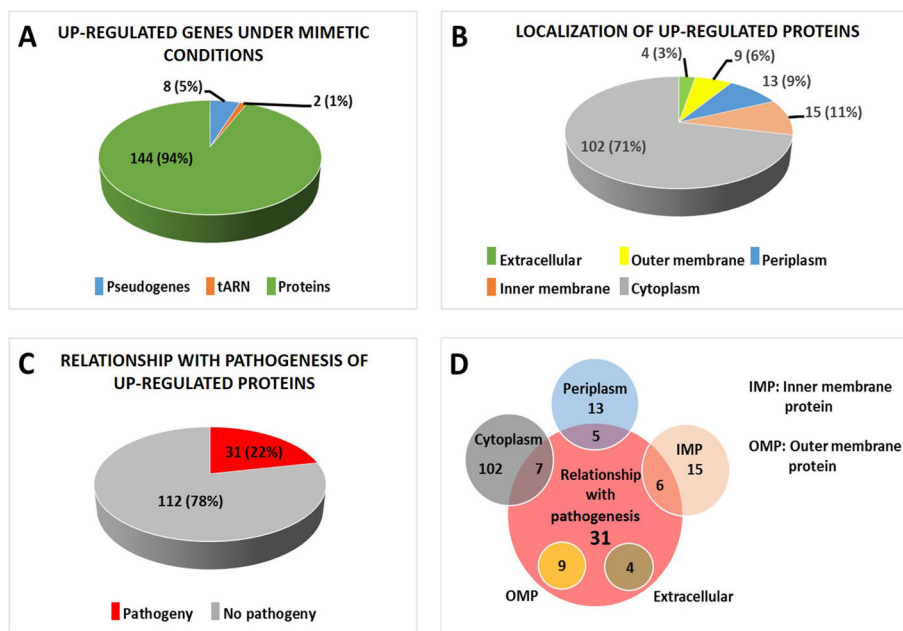 A
UP-REGULATED GENES UNDER MIMETIC
CONDITIONS
8 (5%)
2 (1%)
144 (94%)
Pseudogenes
tARN
Proteins
B
LOCALIZATION OF UP-REGULATED PROTEINS
4 (3%)
9 (6%)
13 (9%)
15 (11%)
102 (71%)
Extracellular
Outer membrane
Periplasm
Inner membrane
Cytoplasm
C
RELATIONSHIP WITH PATHOGENESIS OF
UP-REGULATED PROTEINS
31 (22%)
112 (78%)
Pathogeny
No pathogeny
D
Periplasm
13
5
Cytoplasm
102
7
IMP
15
6
Relationship
with
pathogenesis
31
9
4
OMP
Extracellular
IMP: Inner membrane
protein
OMP: Outer membrane
protein